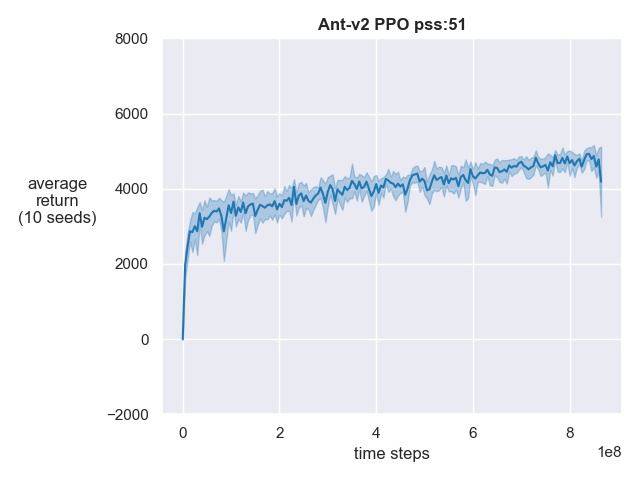 Ant-v2 PPO pss:51
8000
6000
4000
2000
0
−2000
average
return
(10 seeds)
0 2 4 6 8
1e8
time steps